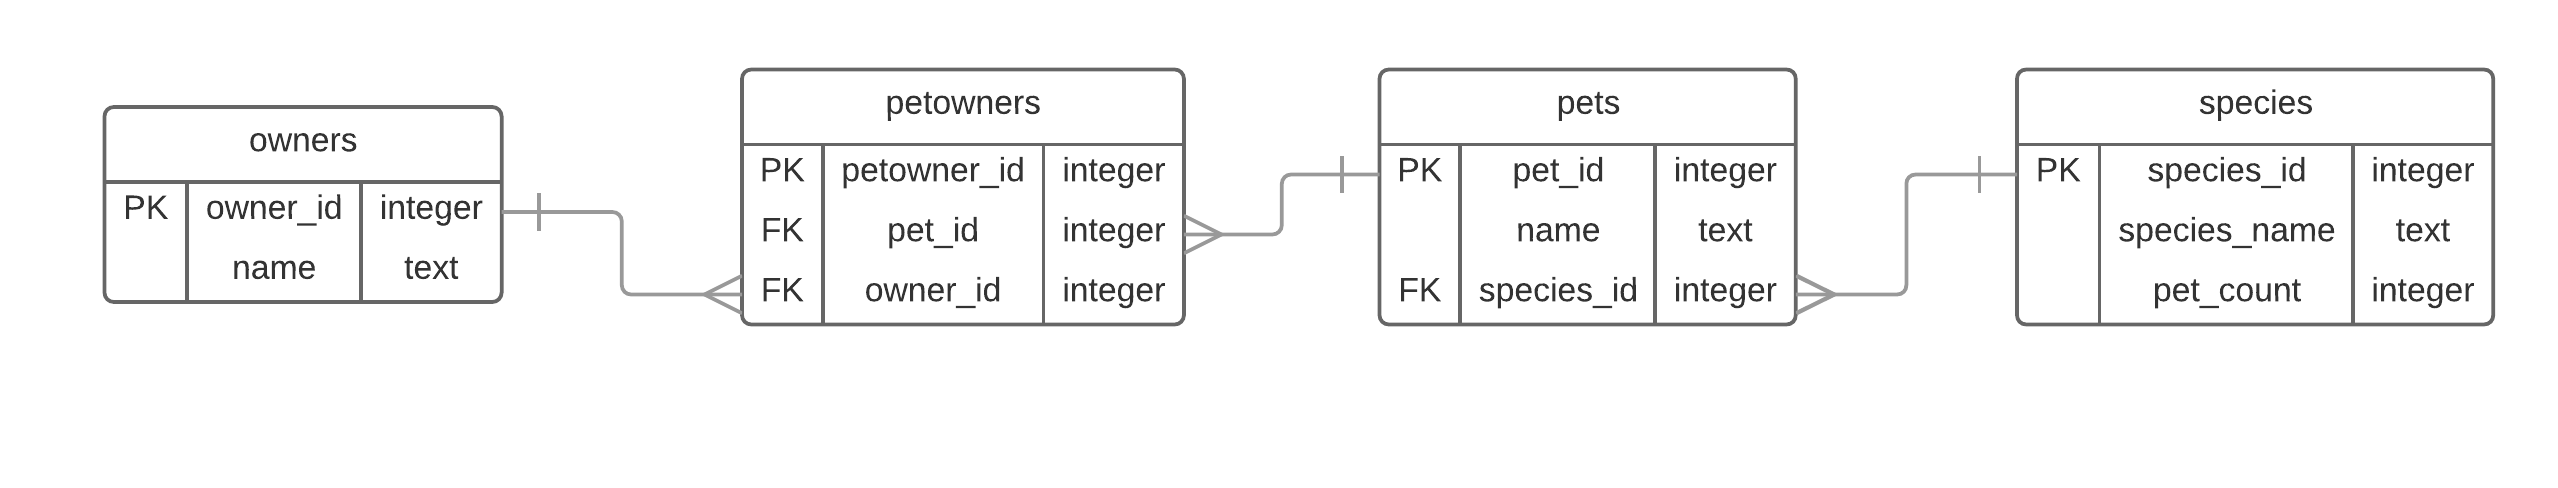 owners
PK owner_id integer
name text
petowners
PK petowner_id integer
FK pet_id integer
FK owner_id integer
pets
PK pet_id integer
name text
FK species_id integer
species
PK species_id integer
species_name text
pet_count integer